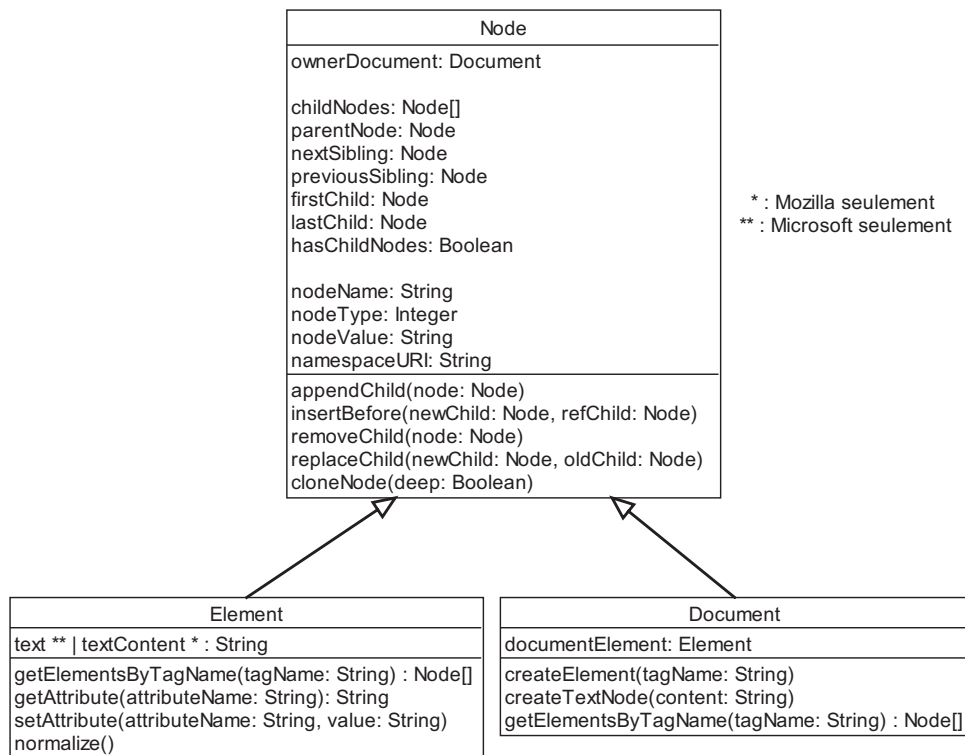 Node
ownerDocument: Document
childNodes: Node[]
parentNode: Node
nextSibling: Node
previousSibling: Node
firstChild: Node
lastChild: Node
hasChildNodes: Boolean
nodeName: String
nodeType: Integer
nodeValue: String
namespaceURI: String
appendChild(node: Node)
insertBefore(newChild: Node, refChild: Node)
removeChild(node: Node)
replaceChild(newChild: Node, oldChild: Node)
cloneNode(deep: Boolean)
* : Mozilla seulement
** : Microsoft seulement
Element
text ** | textContent * : String
getElementsByTagName(tagName: String) : Node[]
getAttribute(attributeName: String): String
setAttribute(attributeName: String, value: String)
normalize()
Document
documentElement: Element
createElement(tagName: String)
createTextNode(content: String)
getElementsByTagName(tagName: String) : Node[]